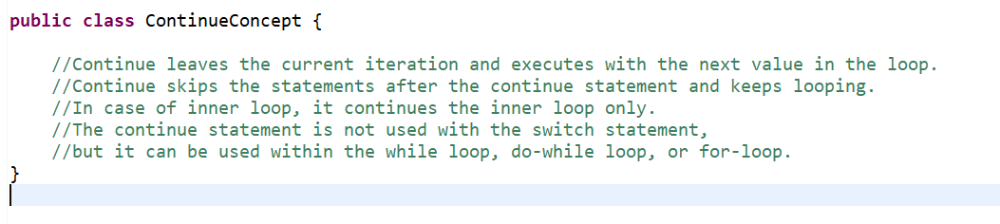 public class ContinueConcept {
//Continue leaves the current iteration and executes with the next value in the loop.
//Continue skips the statements after the continue statement and keeps looping.
//In case of inner loop, it continues the inner loop only.
//The continue statement is not used with the switch statement,
//but it can be used within the while loop, do-while loop, or for-loop.
}